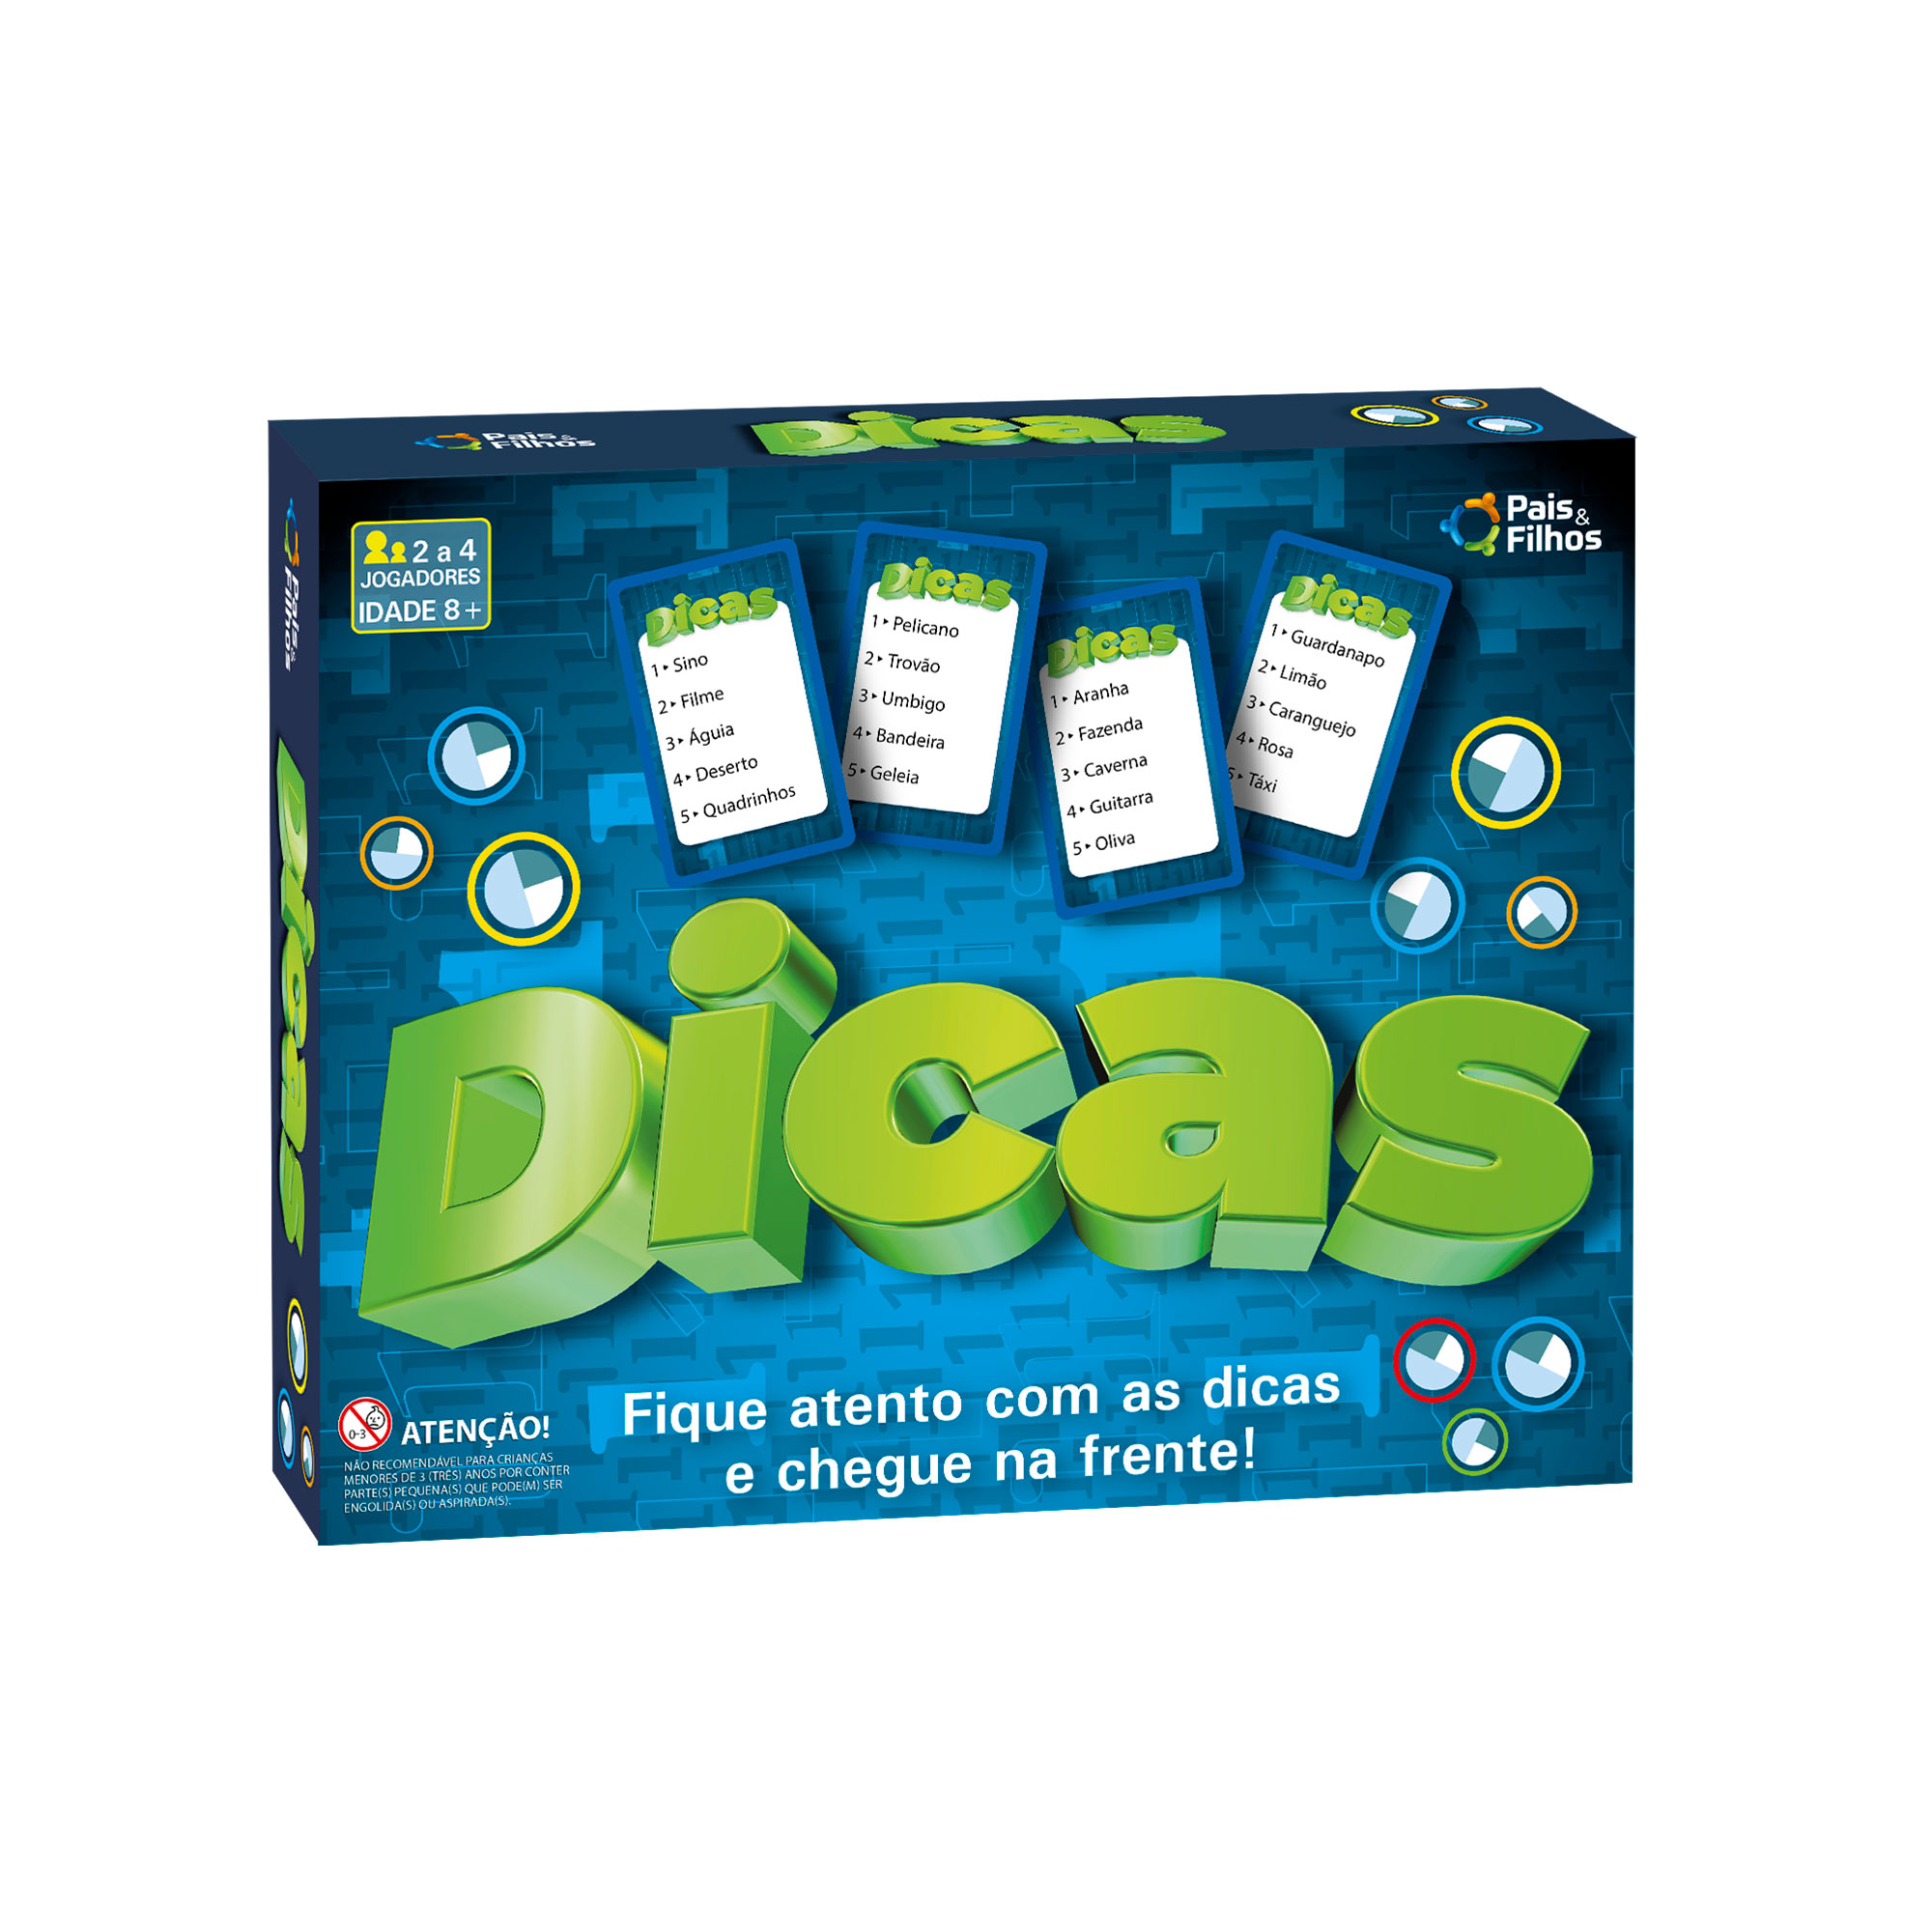 Pais &
Filhos
Dicas
Pais &
Filhos
Dicas
2 a 4
JOGADORES
IDADE 8+
Pais &
Filhos
Dicas
1 ‣ Sino
2 ‣ Filme
3 ‣ Águia
4 ‣ Deserto
5 ‣ Quadrinhos
Dicas
1 ‣ Pelicano
2 ‣ Trovão
3 ‣ Umbigo
4 ‣ Bandeira
5 ‣ Geleia
Dicas
1 ‣ Aranha
2 ‣ Fazenda
3 ‣ Caverna
4 ‣ Guitarra
5 ‣ Oliva
Dicas
1 ‣ Guardanapo
2 ‣ Limão
3 ‣ Caranguejo
4 ‣ Rosa
5 ‣ Táxi
Dicas
Fique atento com as dicas
e chegue na frente!
0-3
ATENÇÃO!
NÃO RECOMENDÁVEL PARA CRIANÇAS
MENORES DE 3 (TRÊS) ANOS POR CONTER
PARTE(S) PEQUENA(S) QUE PODE(M) SER
ENGOLIDA(S) OU ASPIRADA(S).